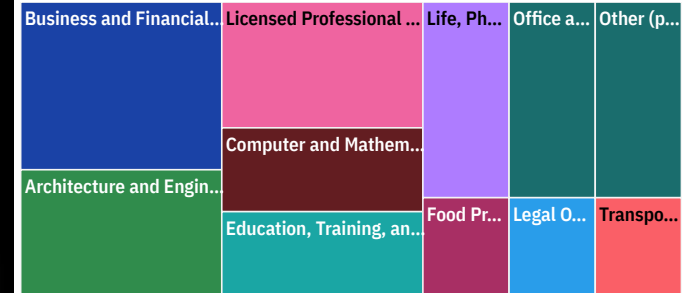 Business and Financial...
Licensed Professional ...
Life, Ph...
Office a...
Other (p...
Computer and Mathem...
Architecture and Engin...
Education, Training, an...
Food Pr...
Legal O...
Transpo...